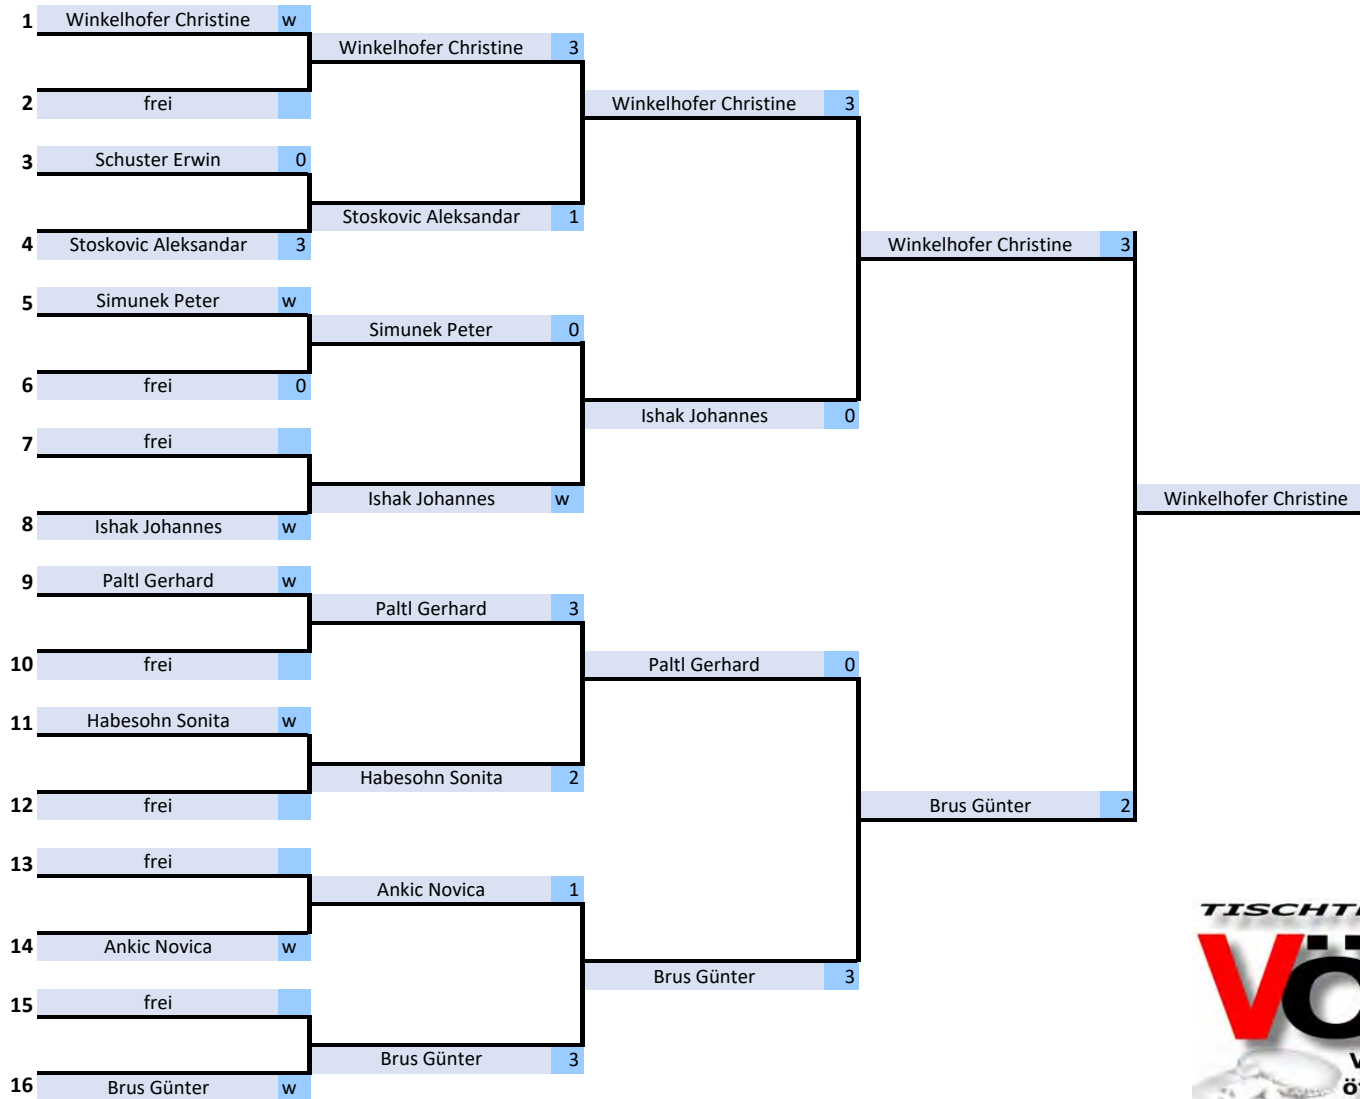 1 Winkelhofer Christine w
Winkelhofer Christine 3
2 frei
Winkelhofer Christine 3
3 Schuster Erwin 0
Stoskovic Aleksandar 1
4 Stoskovic Aleksandar 3
Winkelhofer Christine 3
5 Simunek Peter w
Simunek Peter 0
6 frei 0
Ishak Johannes 0
7 frei
Ishak Johannes w
8 Ishak Johannes w
Winkelhofer Christine
9 Paltl Gerhard w
Paltl Gerhard 3
10 frei
Paltl Gerhard 0
11 Habesohn Sonita w
Habesohn Sonita 2
12 frei
Brus Günter 2
13 frei
Ankic Novica 1
14 Ankic Novica w
Brus Günter 3
15 frei
Brus Günter 3
16 Brus Günter w